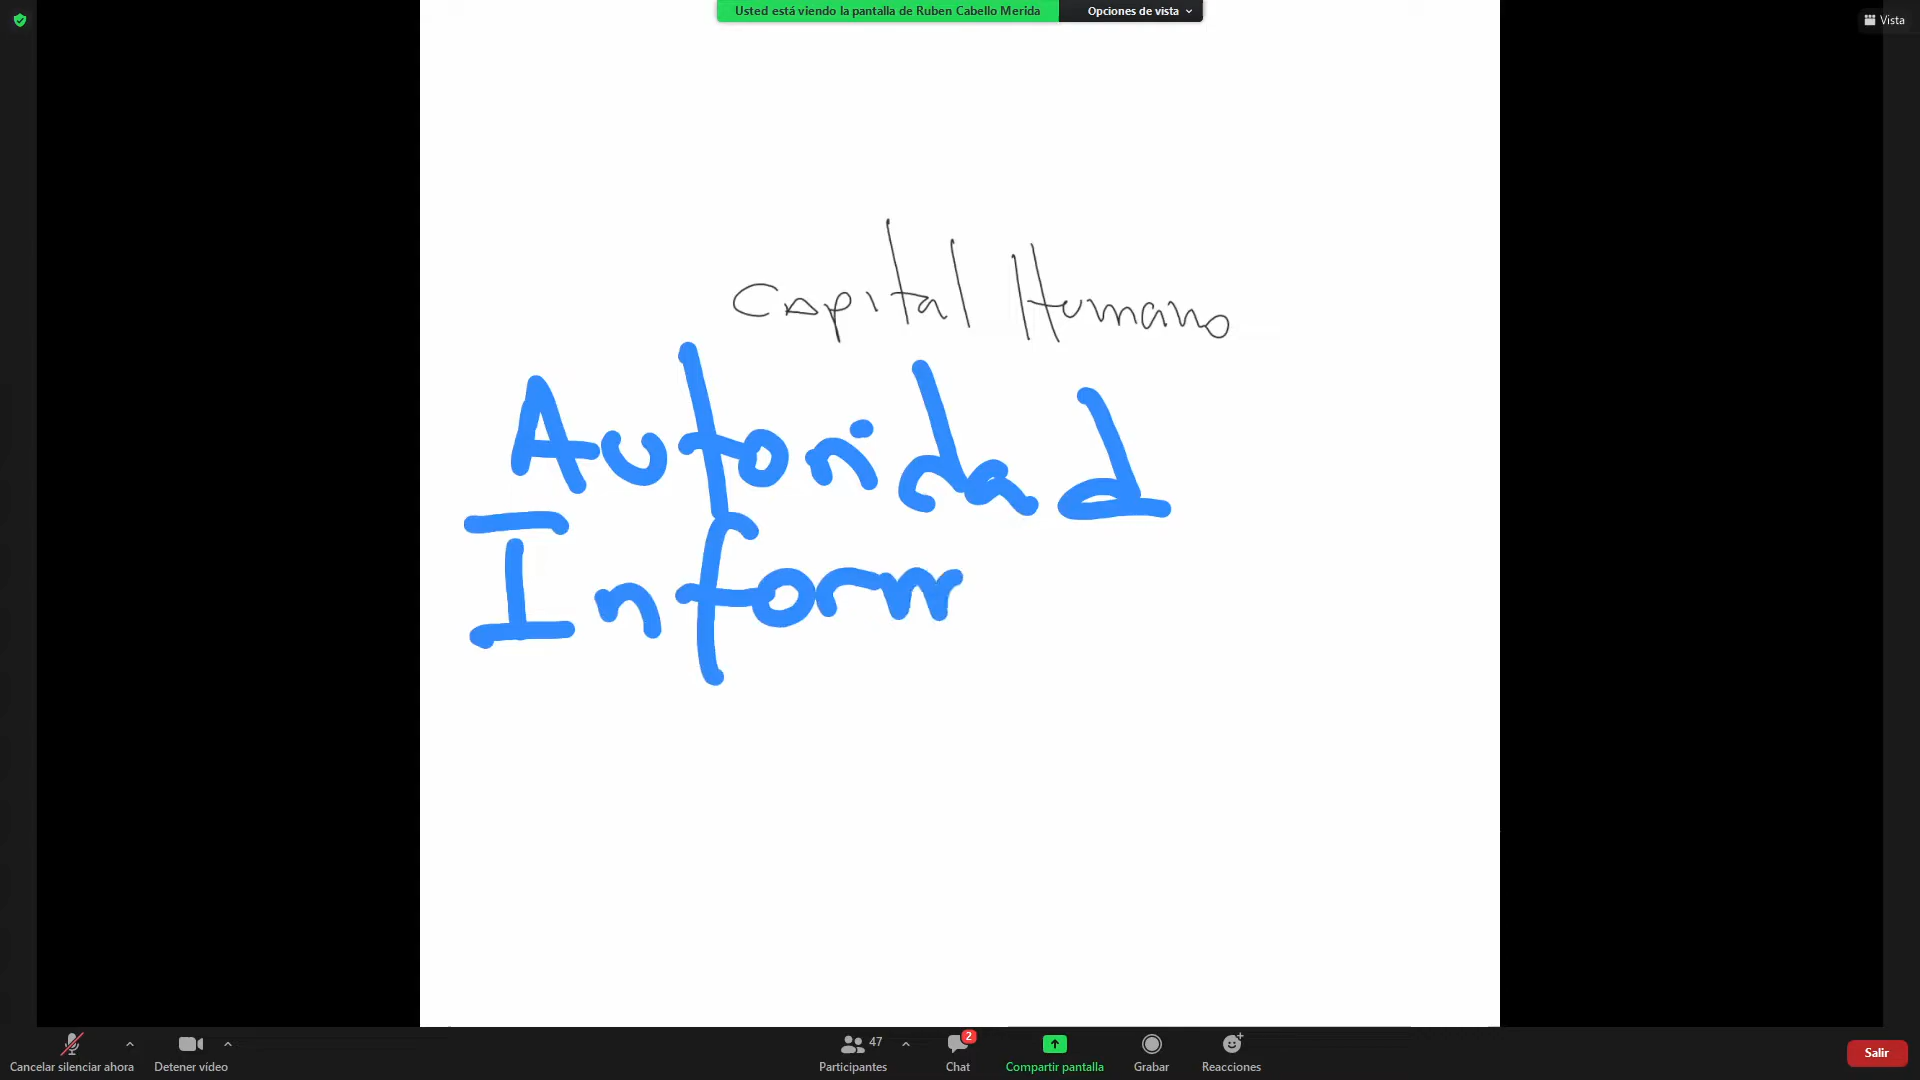 Usted está viendo la pantalla de Ruben Cabello Merida
Opciones de vista
Vista
Capital Humano
Autoridad
Inform
Cancelar silenciar ahora
Detener vídeo
47
Participantes
2
Chat
Compartir pantalla
Grabar
Reacciones
Salir